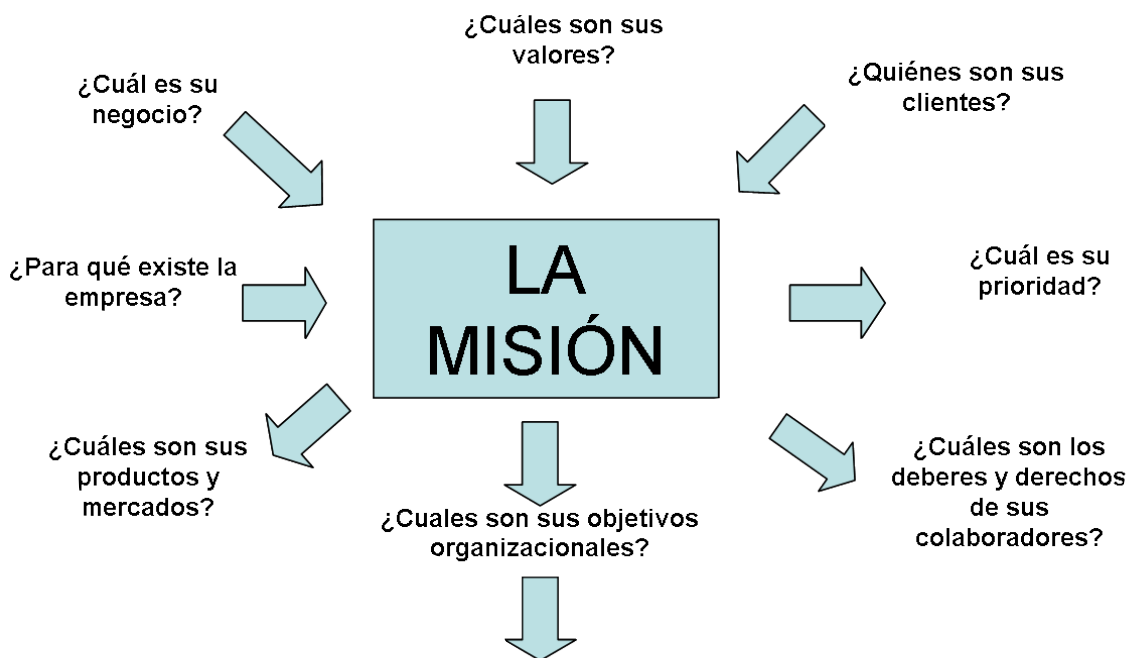 ¿Cuáles son sus
valores?
¿Cuál es su
negocio?
¿Quiénes son sus
clientes?
¿Para qué existe la
empresa?
LA
MISIÓN
¿Cuál es su
prioridad?
¿Cuáles son sus
productos y
mercados?
¿Cuales son sus objetivos
organizacionales?
¿Cuáles son los
deberes y derechos
de sus
colaboradores?